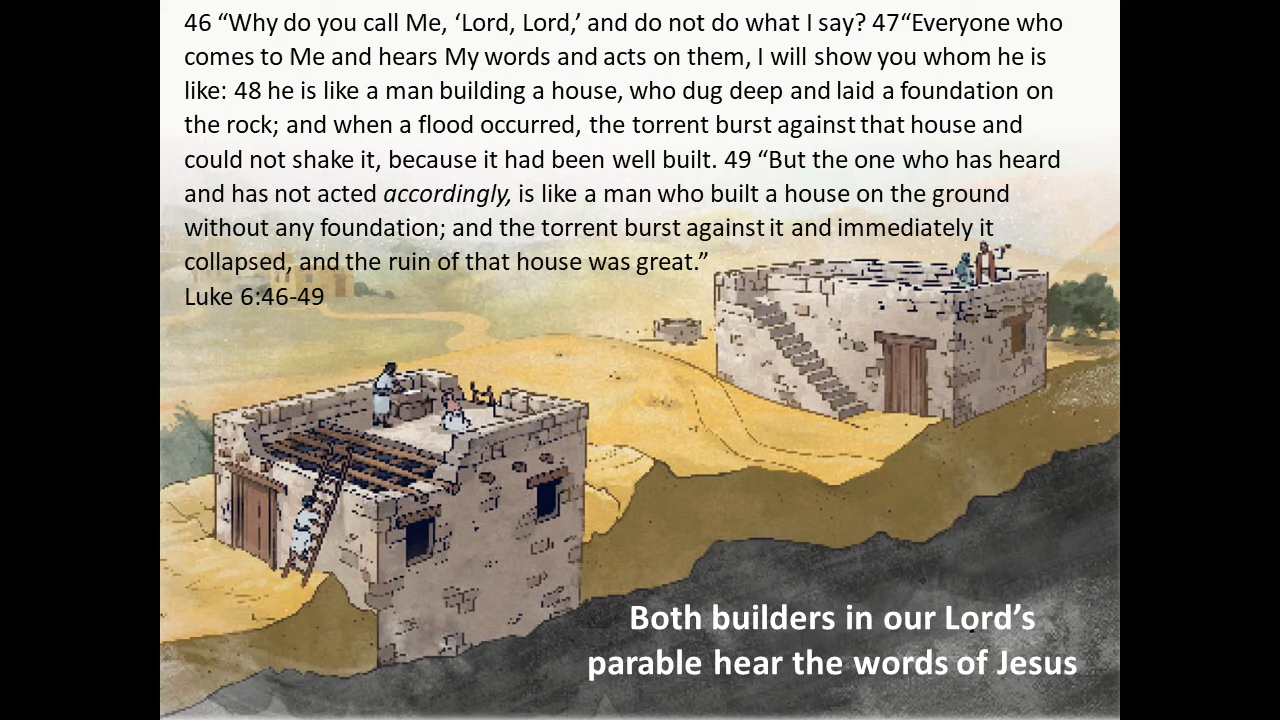 46 “Why do you call Me, ‘Lord, Lord,’ and do not do what I say? 47“Everyone who
comes to Me and hears My words and acts on them, I will show you whom he is
like: 48 he is like a man building a house, who dug deep and laid a foundation on
the rock; and when a flood occurred, the torrent burst against that house and
could not shake it, because it had been well built. 49 “But the one who has heard
and has not acted accordingly, is like a man who built a house on the ground
without any foundation; and the torrent burst against it and immediately it
collapsed, and the ruin of that house was great.”
Luke 6:46-49
Both builders in our Lord’s
parable hear the words of Jesus